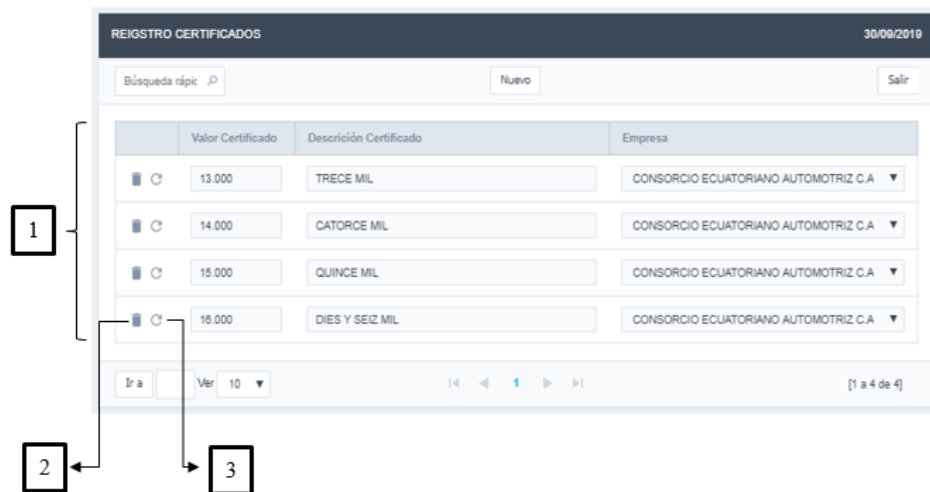 REIGSTRO CERTIFICADOS 30/09/2019
Búsqueda rápic Nuevo Salir
Valor Certificado Descrición Certificado Empresa
13.000 TRECE MIL CONSORCIO ECUATORIANO AUTOMOTRIZ C.A
1 14.000 CATORCE MIL CONSORCIO ECUATORIANO AUTOMOTRIZ C.A
15.000 QUINCE MIL CONSORCIO ECUATORIANO AUTOMOTRIZ C.A
16.000 DIES Y SEIZ MIL CONSORCIO ECUATORIANO AUTOMOTRIZ C.A
Ir a Ver 10 1 [1 a 4 de 4]
2 3